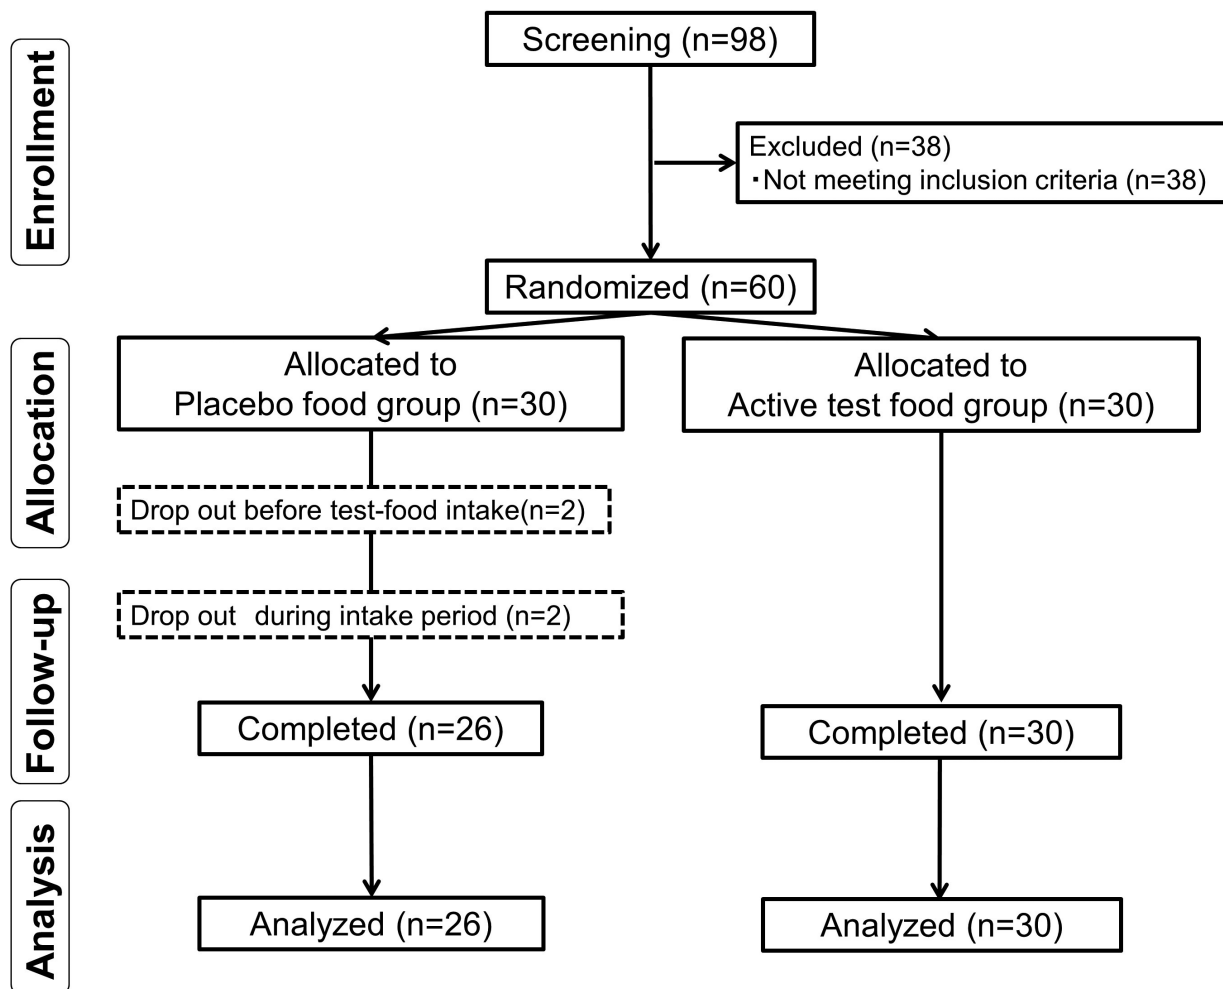 Enrollment
Screening (n=98)
Excluded (n=38)
・Not meeting inclusion criteria (n=38)
Randomized (n=60)
Allocation
Allocated to
Placebo food group (n=30)
Allocated to
Active test food group (n=30)
Drop out before test-food intake(n=2)
Follow-up
Drop out during intake period (n=2)
Completed (n=26)
Completed (n=30)
Analysis
Analyzed (n=26)
Analyzed (n=30)